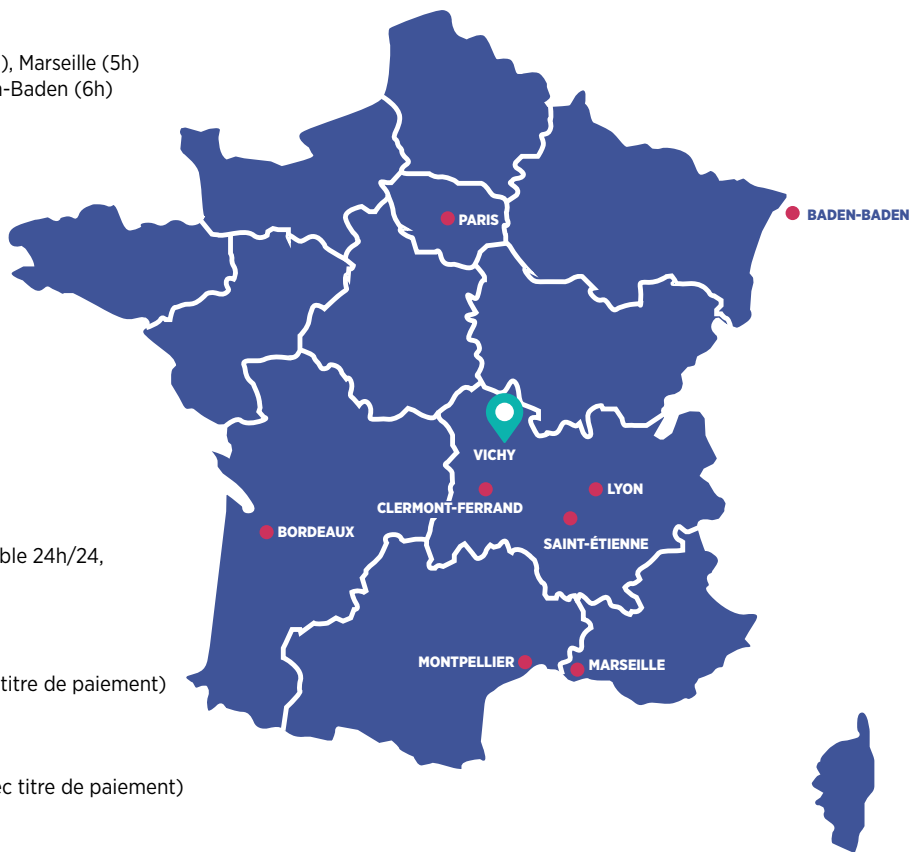 ), Marseille (5h)
-Baden (6h)
PARIS
BADEN-BADEN
VICHY
LYON
CLERMONT-FERRAND
BORDEAUX
SAINT-ÉTIENNE
ble 24h/24,
MONTPELLIER
MARSEILLE
titre de paiement)
titre de paiement)